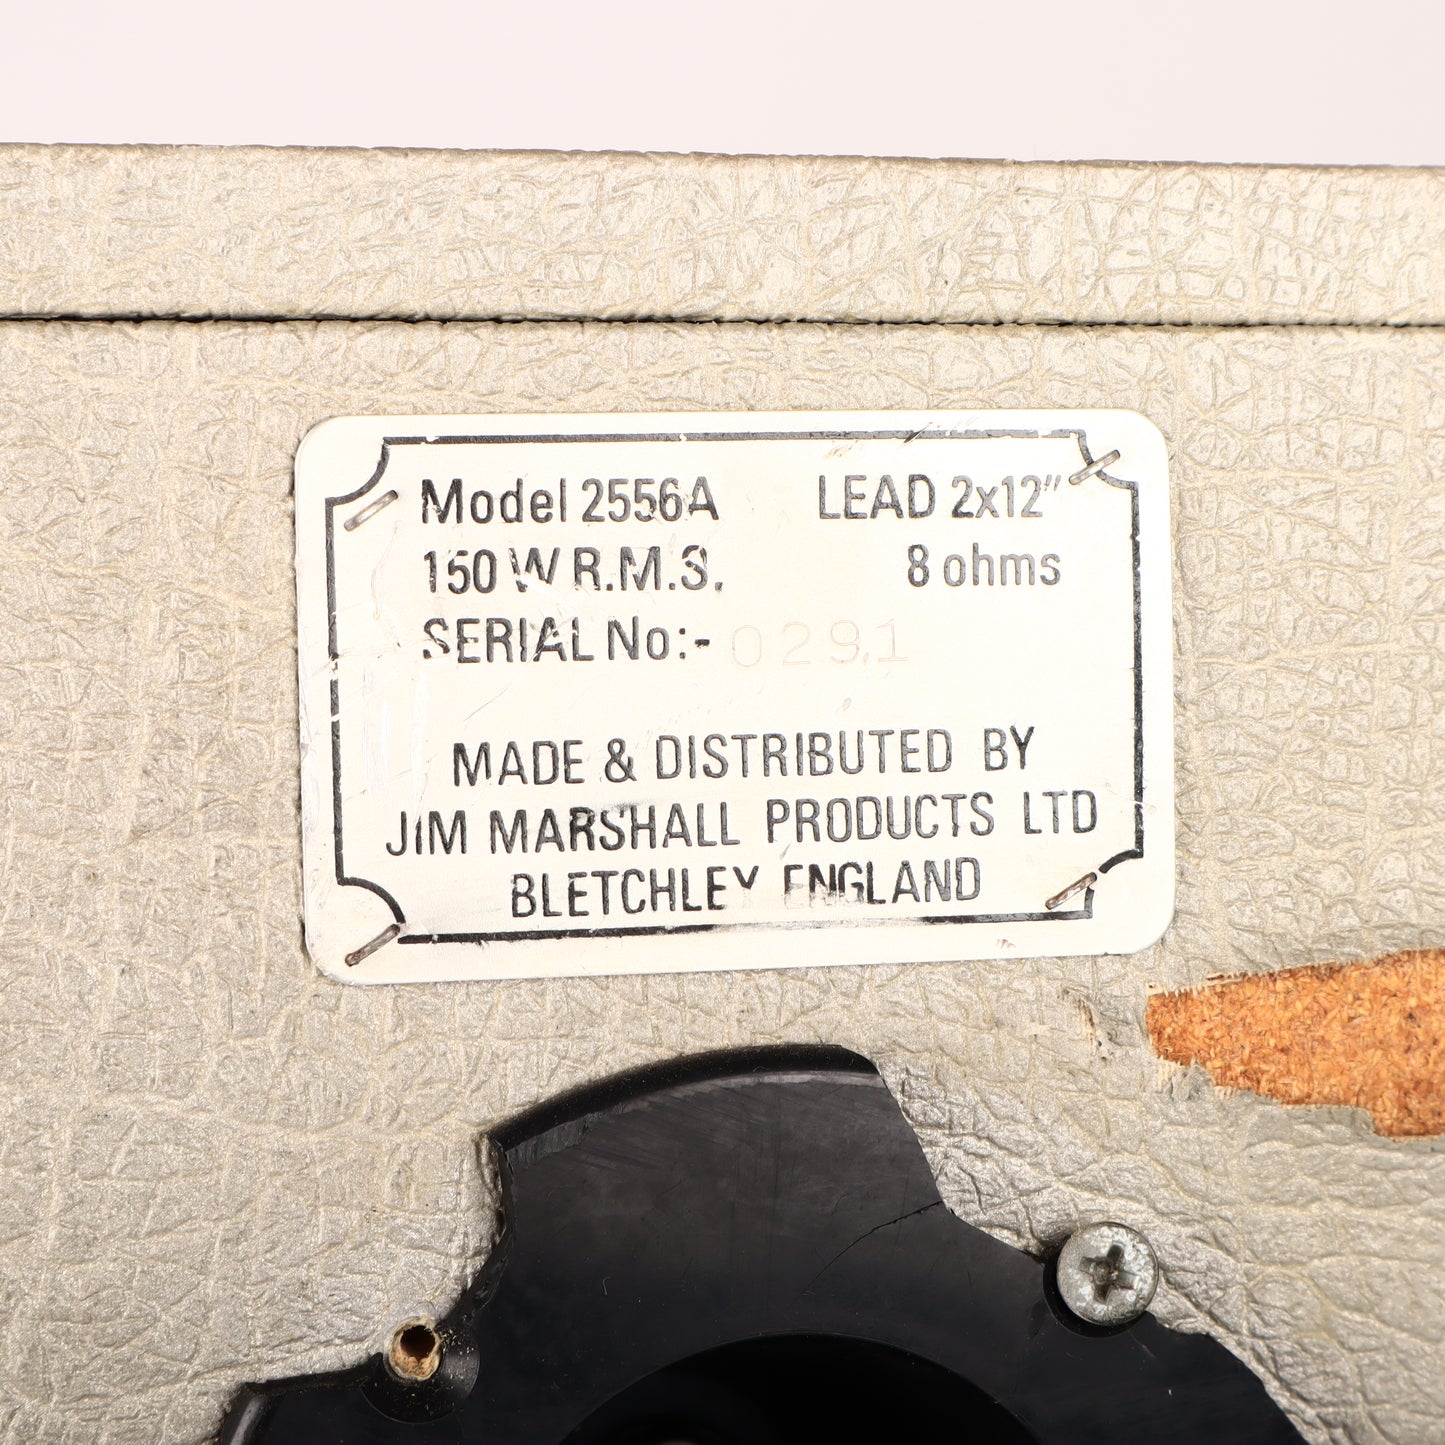 Model 2556A LEAD 2x12"
150 W R.M.S. 8 ohms
SERIAL No:- 0291
MADE & DISTRIBUTED BY
JIM MARSHALL PRODUCTS LTD
BLETCHLEY ENGLAND